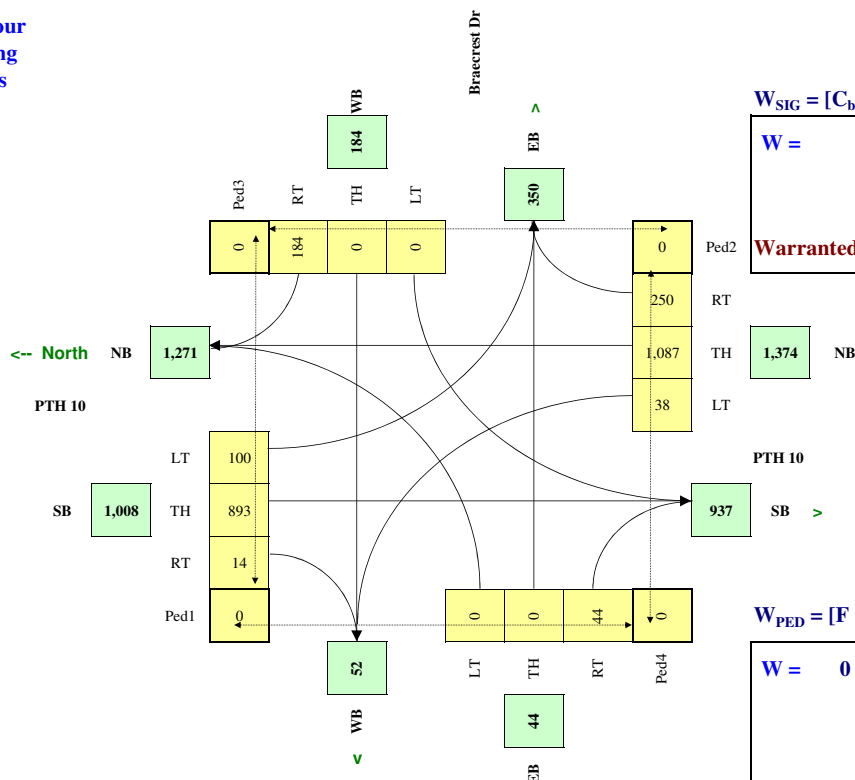 our
ng
s
Braecrest Dr
WB
184
EB
^
350
W_SIG = [C_b
W =
Warranted
Ped3
RT
TH
LT
0
184
0
0
0
Ped2
250
RT
1,087
TH
38
LT
1,374
NB
<-- North
NB
1,271
PTH 10
PTH 10
LT
100
SB
1,008
TH
893
RT
14
Ped1
0
937
SB
>
0
0
44
0
LT
TH
RT
Ped4
52
WB
v
44
EB
W_PED = [F
W = 0